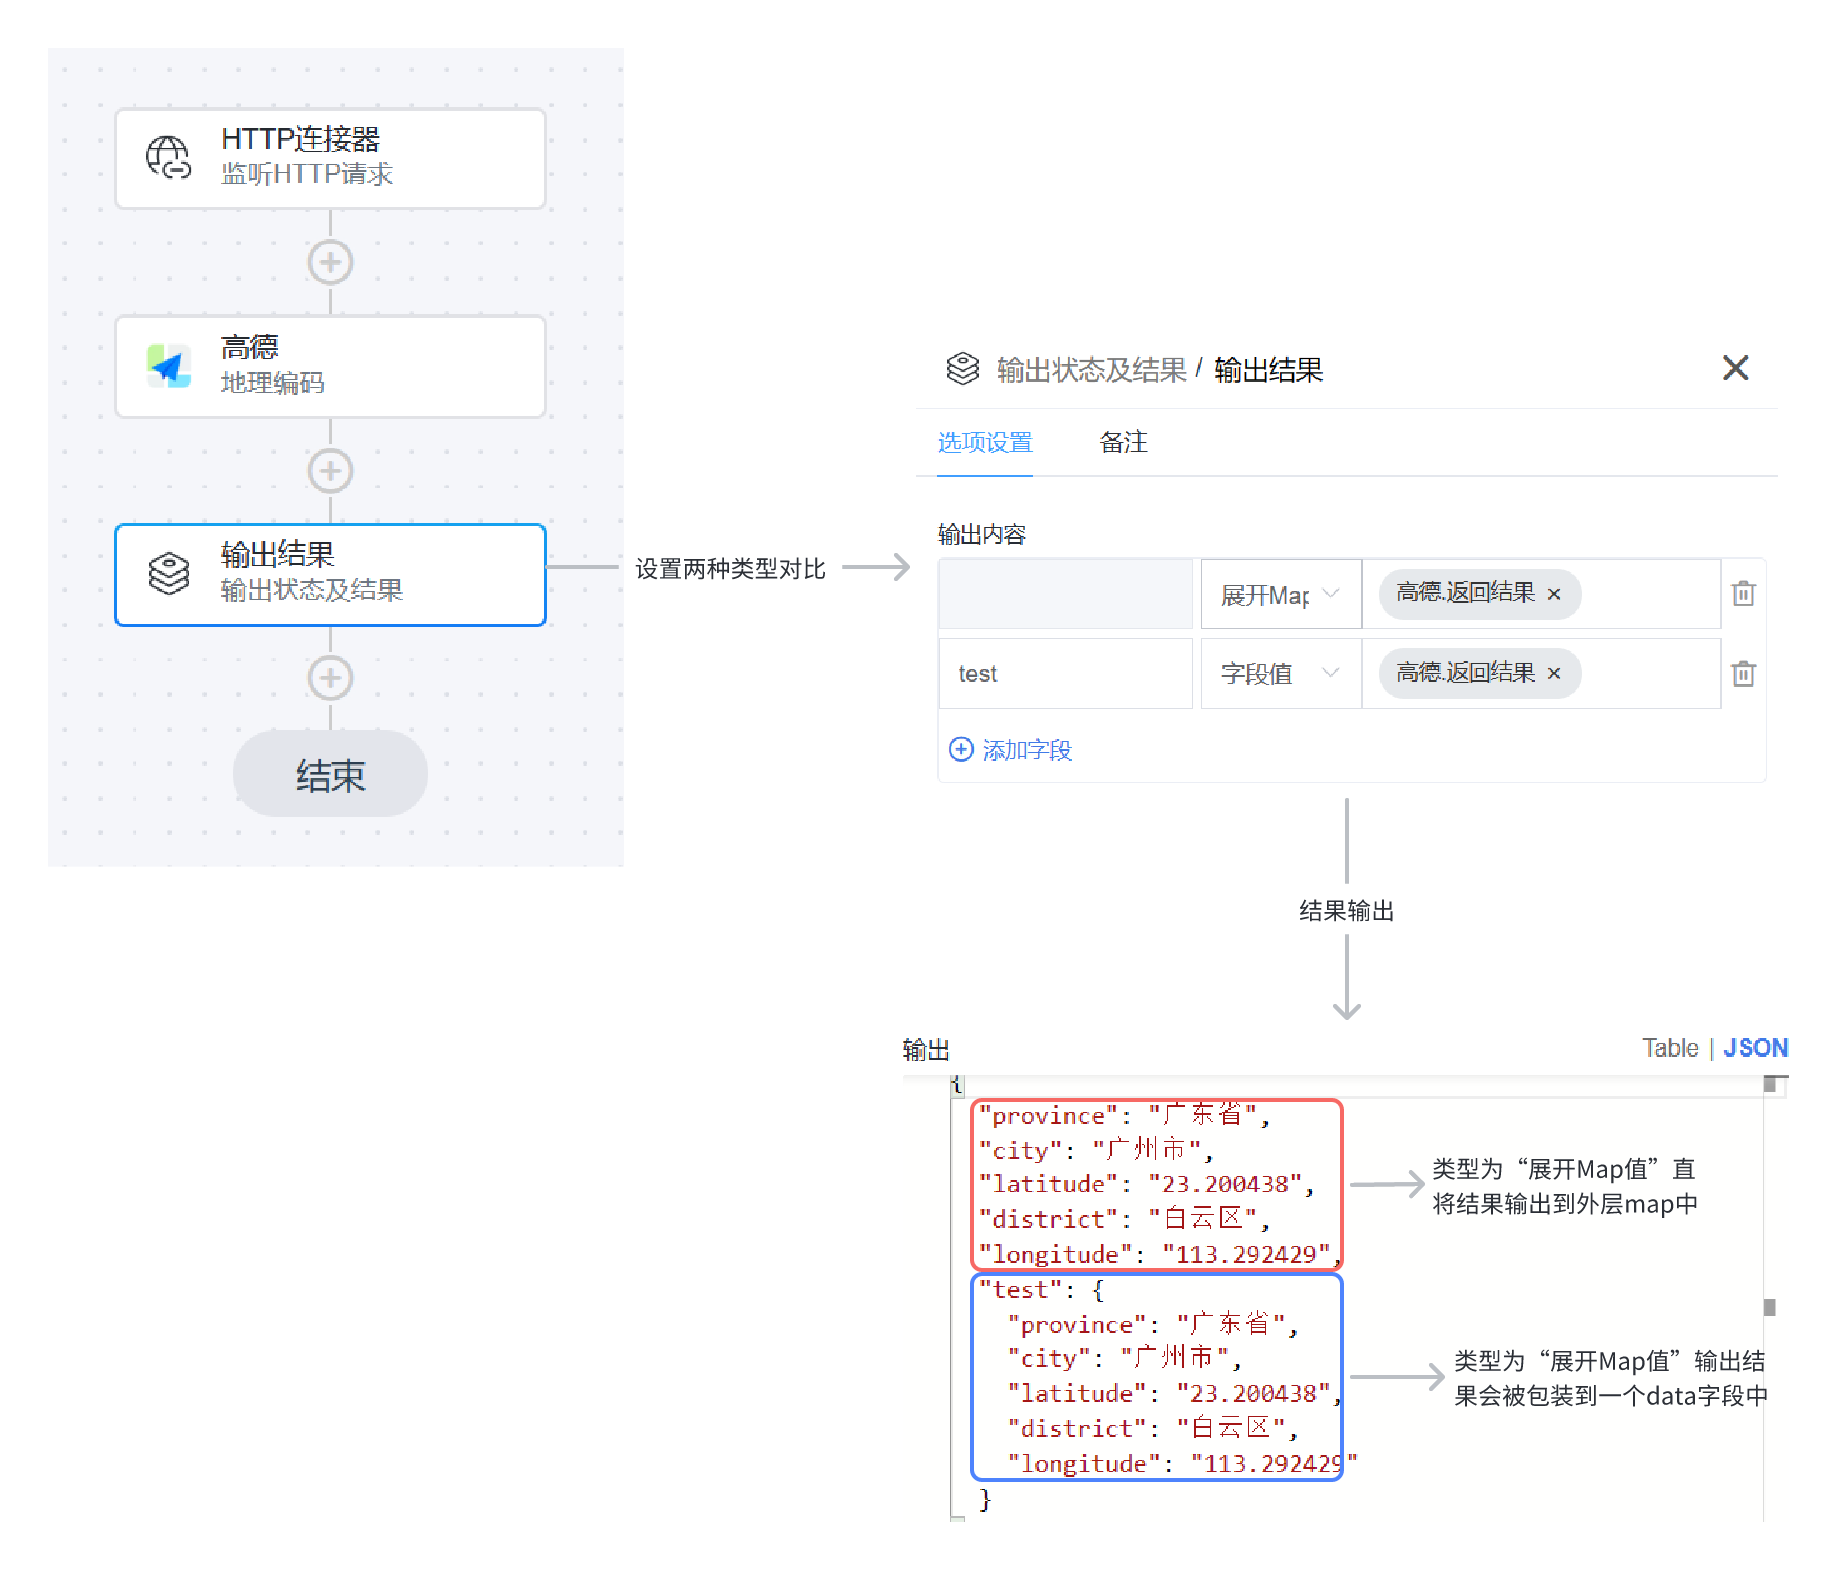 HTTP连接器
监听HTTP请求
高德
地理编码
输出结果
输出状态及结果
结束
设置两种类型对比
输出状态及结果 / 输出结果
选项设置 备注
输出内容
展开Map 高德.返回结果 ×
test 字段值 高德.返回结果 ×
添加字段
结果输出
输出 Table | JSON
{
"province": "广东省",
"city": "广州市",
"latitude": "23.200438",
"district": "白云区",
"longitude": "113.292429",
类型为“展开Map值”直
将结果输出到外层map中
"test": {
"province": "广东省",
"city": "广州市",
"latitude": "23.200438",
"district": "白云区",
"longitude": "113.292429"
}
类型为“展开Map值”输出结
果会被包装到一个data字段中